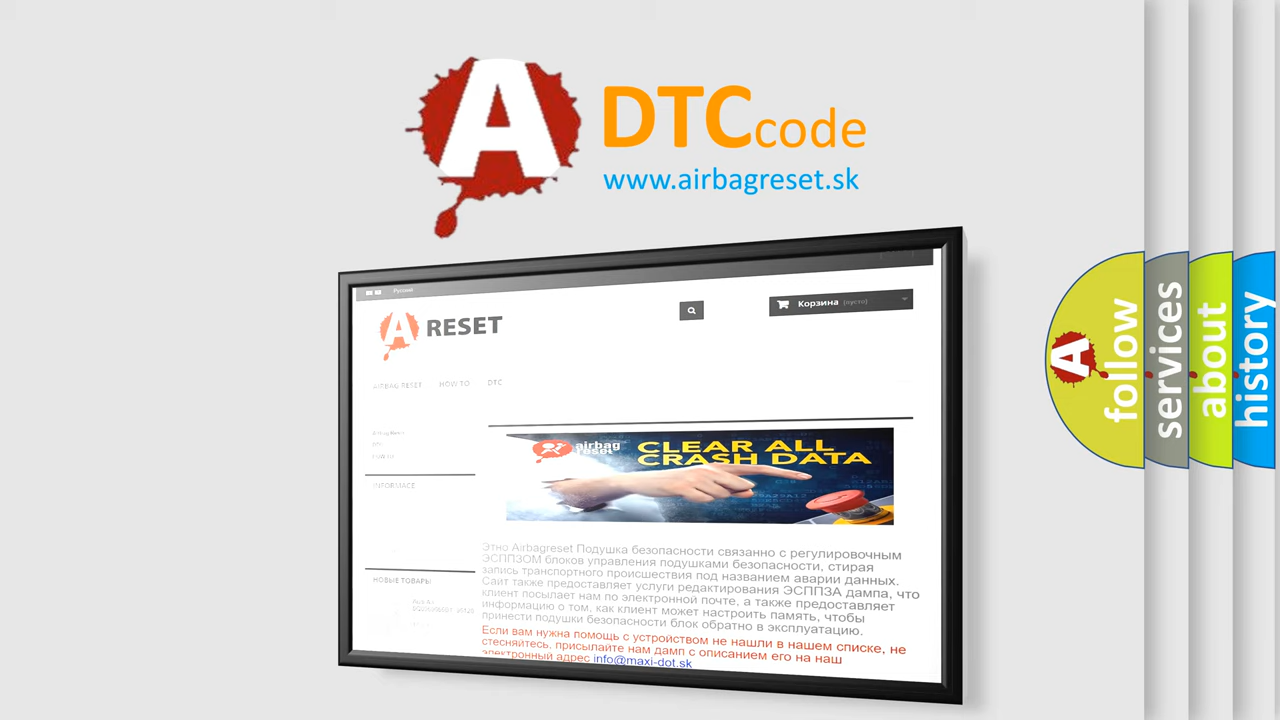 A
DTC code
www.airbagreset.sk
Русский
Корзина (пусто)
A RESET
AIRBAG RESET HOW TO DTC
INFORMACE
НОВЫЕ ТОВАРЫ
airbag
reset
CLEAR ALL
CRASH DATA
Этно Airbagreset Подушка безопасности связанно с регулировочным
ЭСППЗОМ блоков управления подушками безопасности, стирая
запись транспортного происшествия под названием аварии данных.
Сайт также предоставляет услуги редактирования ЭСППЗА дампа, что
клиент посылает нам по электронной почте, а также предоставляет
информацию о том, как клиент может настроить память, чтобы
принести подушки безопасности блок обратно в эксплуатацию.
Если вам нужна помощь с устройством не нашли в нашем списке, не
стесняйтесь, присылайте нам дамп с описанием его на наш
электронный адрес info@maxi-dot.sk
A
follow
services
about
history